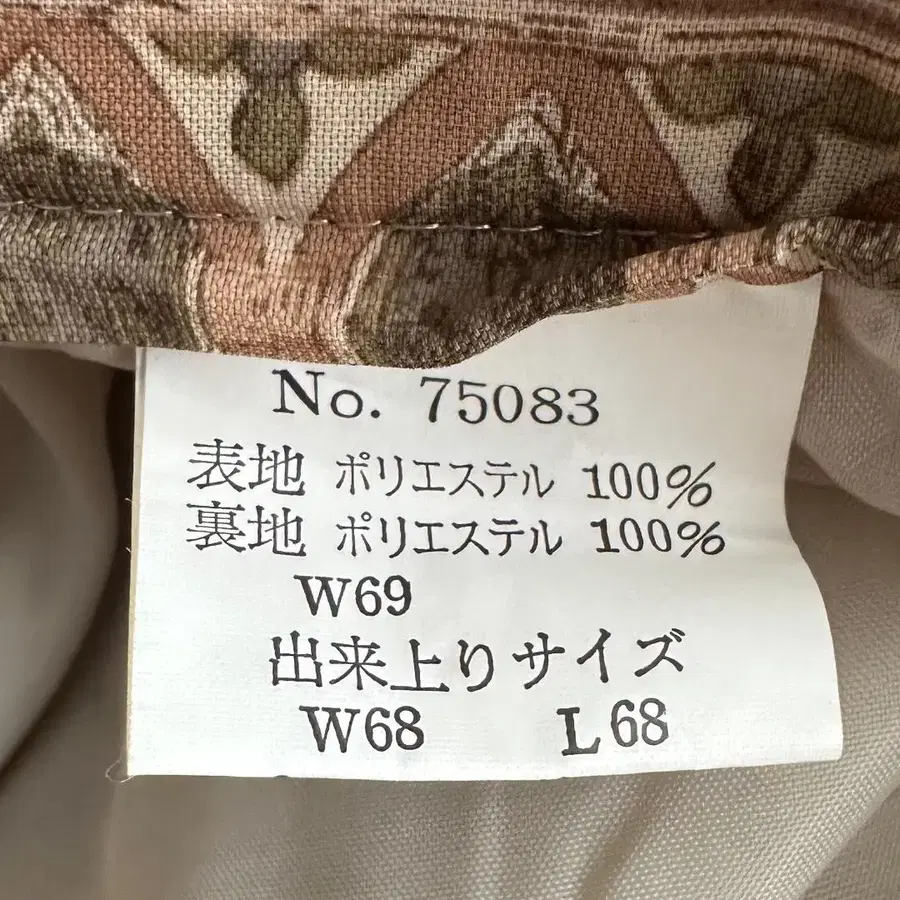 No. 75083
表地 ポリエステル 100%
裏地 ポリエステル 100%
W69
出来上りサイズ
W68 L68